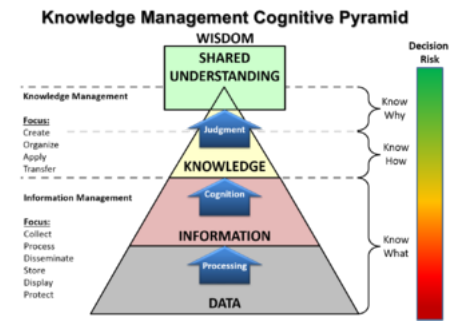 Knowledge Management Cognitive Pyramid
WISDOM
SHARED
UNDERSTANDING
Decision
Risk
Knowledge Management
Focus:
Create
Organize
Apply
Transfer
Judgment
KNOWLEDGE
Know
Why
Know
How
Information Management
Focus:
Collect
Process
Disseminate
Store
Display
Protect
Cognition
INFORMATION
Processing
DATA
Know
What